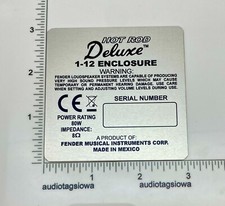 HOT ROD
Deluxe™
1-12 ENCLOSURE
WARNING:
FENDER LOUDSPEAKER SYSTEMS ARE CAPABLE OF PRODUCING
VERY HIGH SOUND PRESSURE LEVELS WHICH MAY CAUSE
TEMPORARY OR PERMANENT HEARING DAMAGE. USE CARE
WHEN SETTING AND ADJUSTING VOLUME LEVELS DURING USE.
CE
SERIAL NUMBER
POWER RATING
80W
IMPEDANCE:
8Ω
A PRODUCT OF:
FENDER MUSICAL INSTRUMENTS CORP.
MADE IN MEXICO
3
2
1
1
2
3
audiotagsiowa
audiotagsiowa